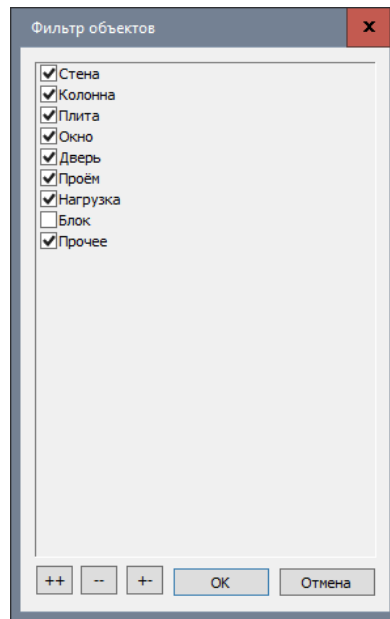 Фильтр объектов
x
Стена
Колонна
Плита
Окно
Дверь
Проём
Нагрузка
Блок
Прочее
++ -- +- OK Отмена